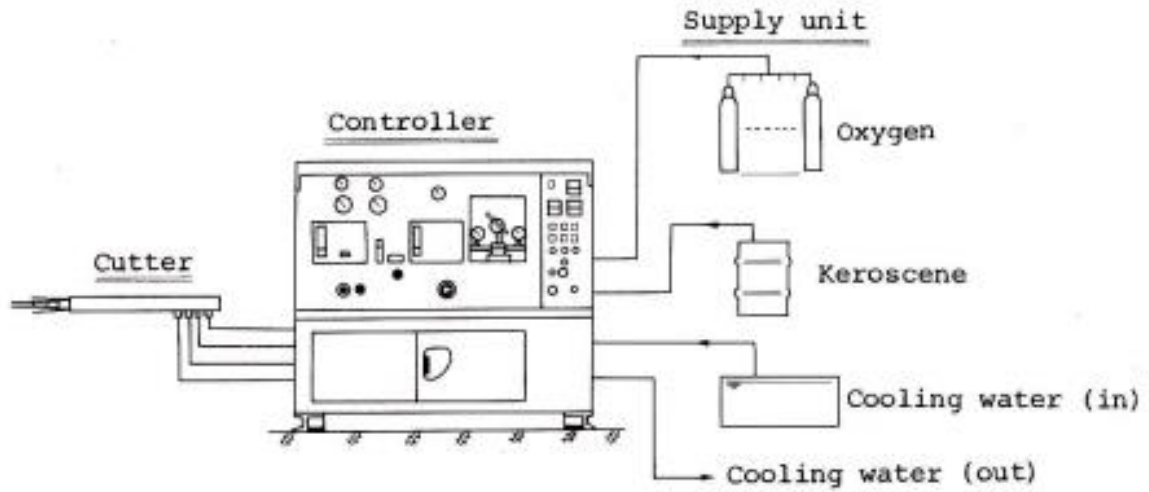 Supply unit
Controller
Oxygen
Cutter
Keroscene
Cooling water (in)
Cooling water (out)